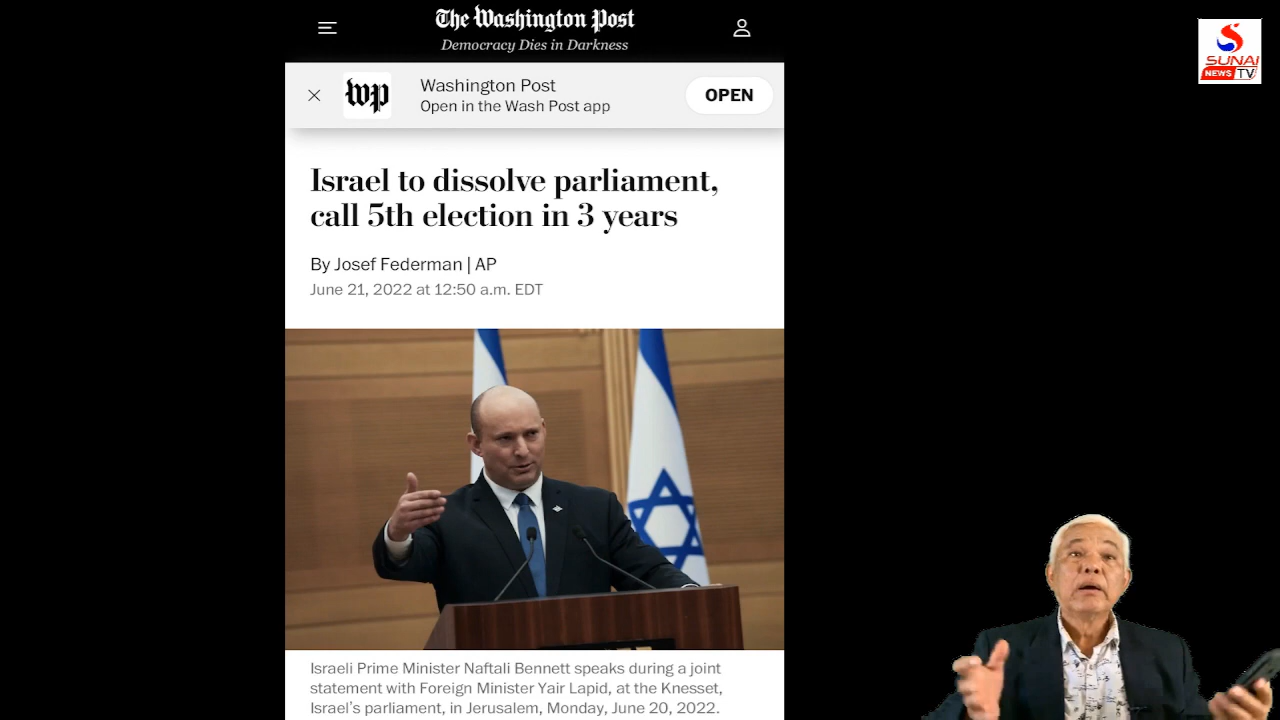 The Washington Post
Democracy Dies in Darkness
SUNAI
NEWS TV
wp
Washington Post
Open in the Wash Post app
OPEN
Israel to dissolve parliament,
call 5th election in 3 years
By Josef Federman | AP
June 21, 2022 at 12:50 a.m. EDT
Israeli Prime Minister Naftali Bennett speaks during a joint
statement with Foreign Minister Yair Lapid, at the Knesset,
Israel's parliament, in Jerusalem, Monday, June 20, 2022.